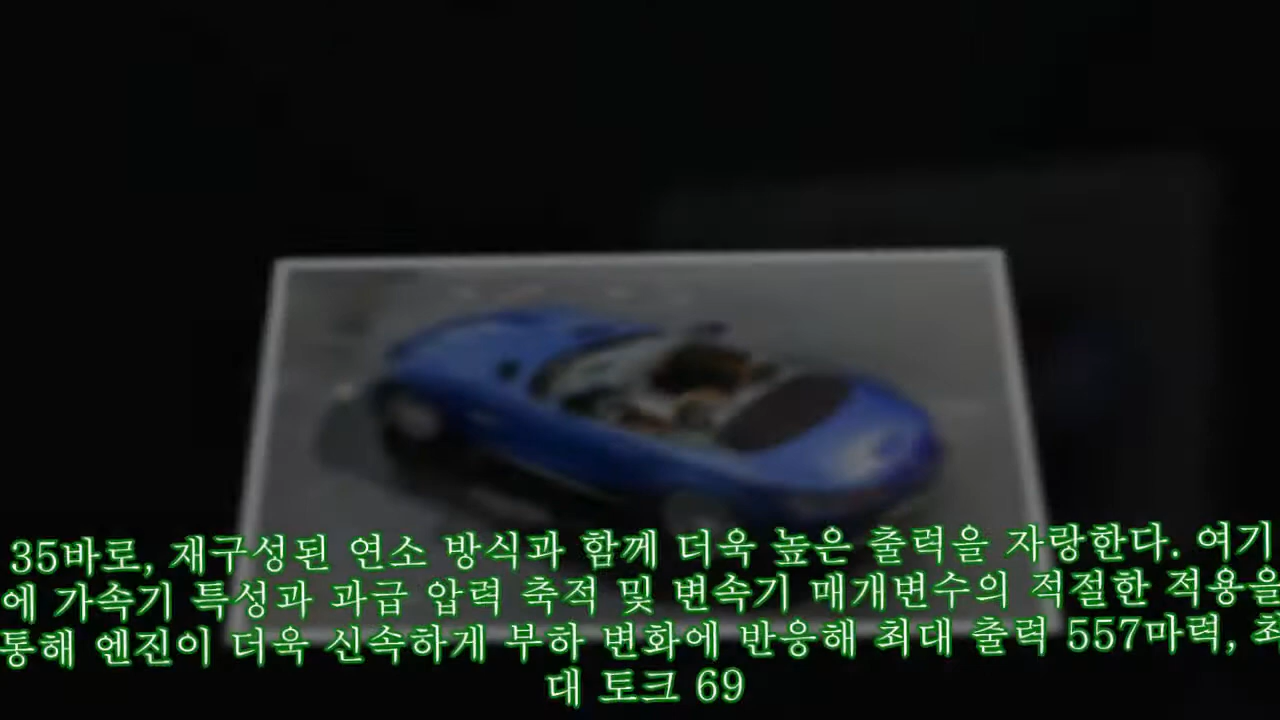 35바로, 재구성된 연소 방식과 함께 더욱 높은 출력을 자랑한다. 여기
에 가속기 특성과 과급 압력 축적 및 변속기 매개변수의 적절한 적용을
통해 엔진이 더욱 신속하게 부하 변화에 반응해 최대 출력 557마력, 최
대 토크 69